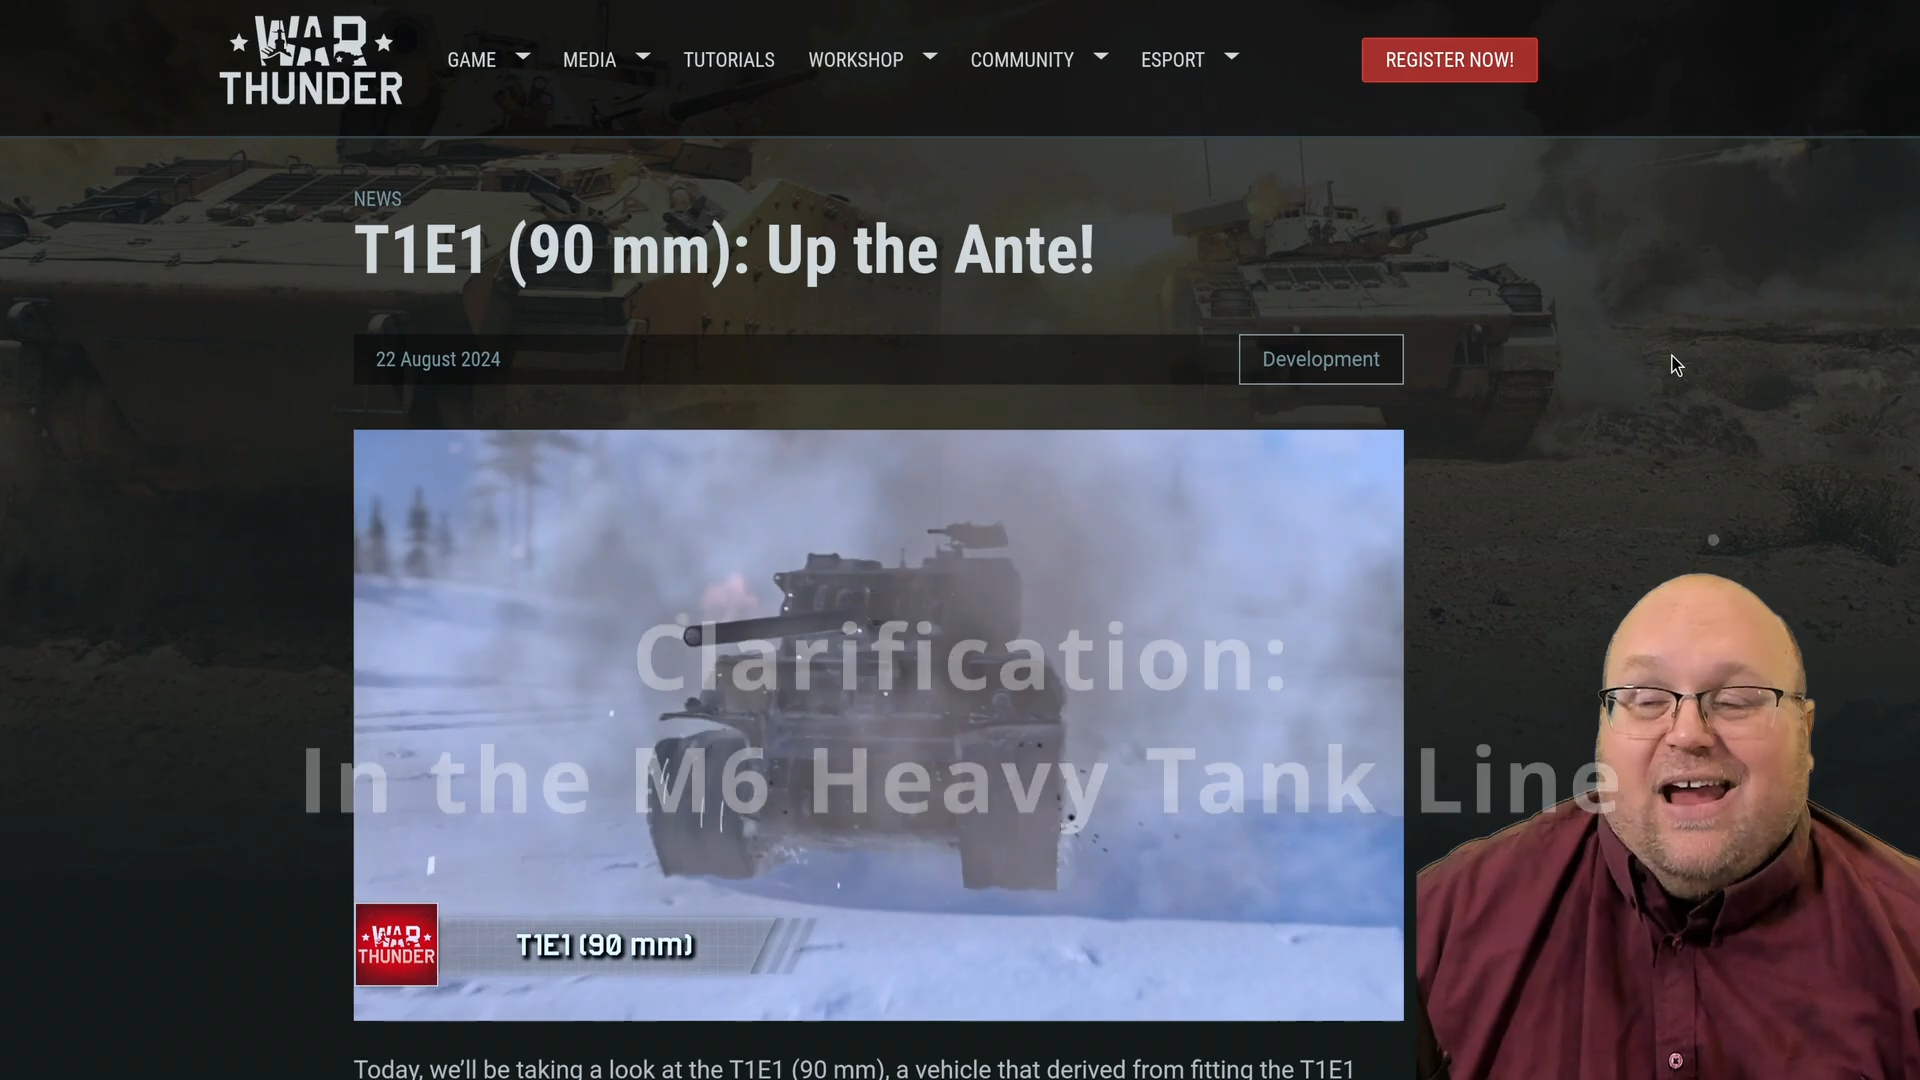 WAR
THUNDER
GAME
MEDIA
TUTORIALS
WORKSHOP
COMMUNITY
ESPORT
REGISTER NOW!
NEWS
T1E1 (90 mm): Up the Ante!
22 August 2024
Development
Clarification:
In the M6 Heavy Tank Line
WAR
THUNDER
T1E1 (90 mm)
Today, we’ll be taking a look at the T1E1 (90 mm), a vehicle that derived from fitting the T1E1